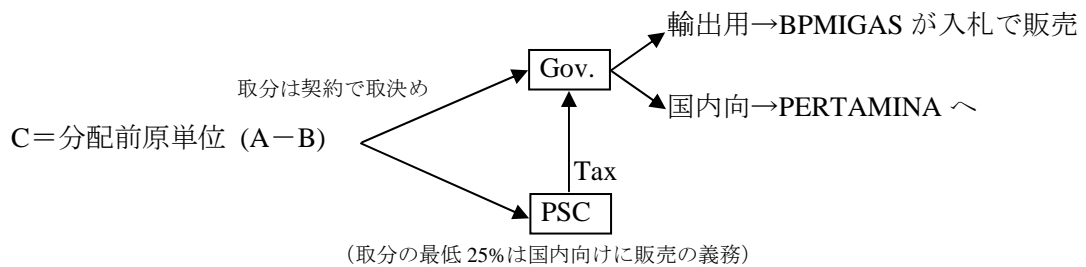 輸出用→BPMIGAS が入札で販売
Gov.
取分は契約で取決め
国内向→PERTAMINA へ
C＝分配前原単位 (A－B)
Tax
PSC
（取分の最低 25%は国内向けに販売の義務）